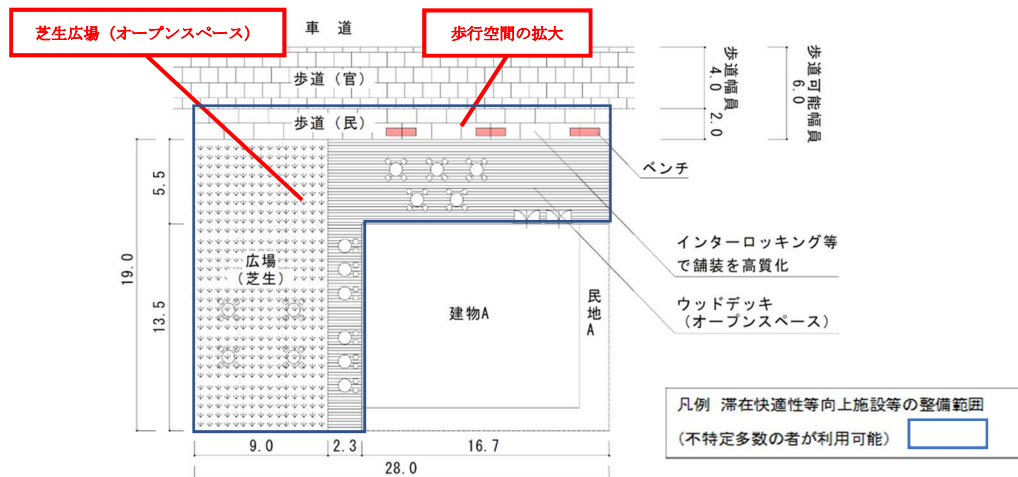 芝生広場（オープンスペース）
車 道
歩行空間の拡大
歩道（官）
歩道（民）
歩道幅員
4.0
2.0
歩道可能幅員
6.0
ベンチ
5.5
19.0
13.5
広場
（芝生）
建物A
民地A
インターロッキング等
で舗装を高質化
ウッドデッキ
（オープンスペース）
9.0
2.3
16.7
28.0
凡例 滞在快適性等向上施設等の整備範囲
（不特定多数の者が利用可能）